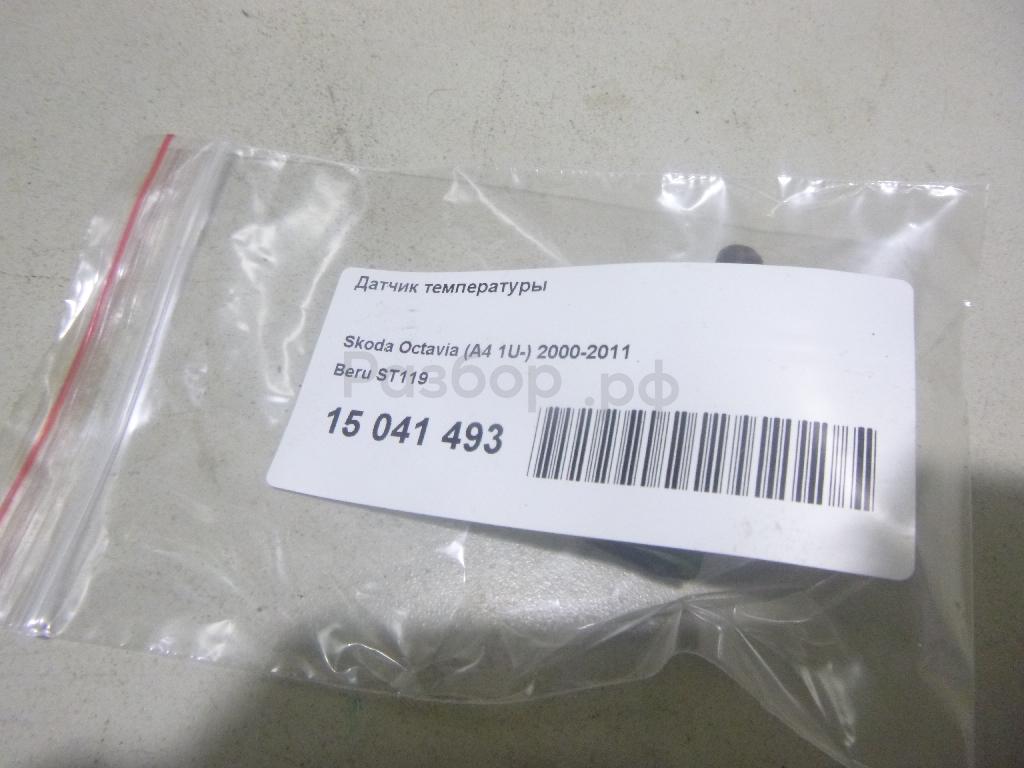 Датчик температуры
Skoda Octavia (A4 1U-) 2000-2011
Beru ST119
Разбор.рф
15 041 493